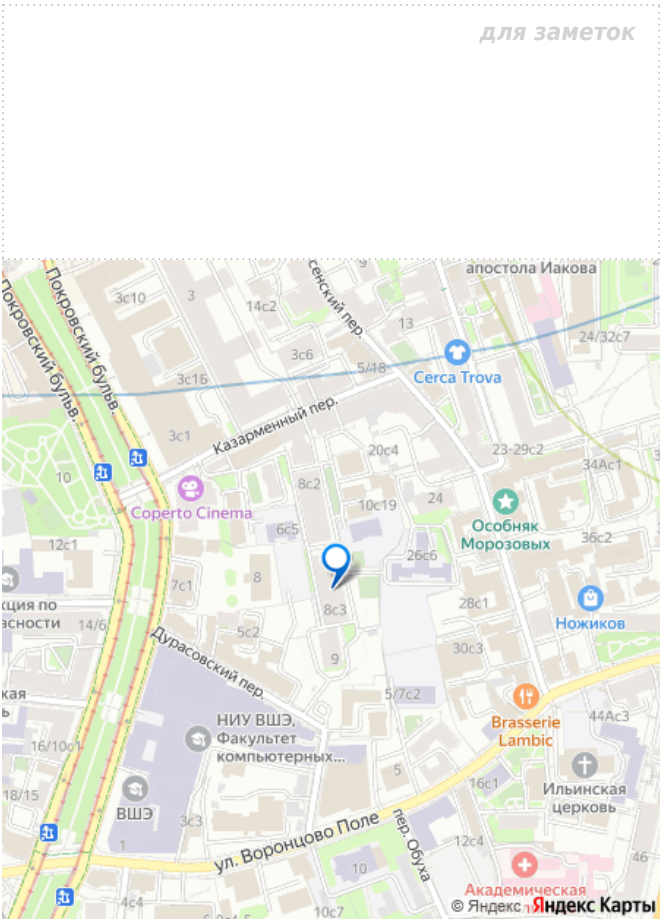 для заметок
апостола Иакова
Покровский бульв.
Покровский бульв.
3с10
3
14с2
9
13
24/32с7
3с6
5/18
Cerca Trova
3с16
Казарменный пер.
3с1
20с4
23-29с2
34Ас1
10
8с2
Coperto Cinema
10с19
24
Особняк
Морозовых
36с2
12с1
6с5
26с6
7с1
8
8с3
28с1
Ножиков
14/6
5с2
30с3
Дурасовский пер.
9
5/7с2
Brasserie
Lambic
44Ас3
НИУ ВШЭ,
Факультет
компьютерных...
16/10с1
5
16с1
Ильинская
церковь
18/15
ВШЭ
3с3
1
ул. Воронцово Поле
пер. Обуха
12с4
46
10
Академическая
4с4
10с7
© Яндекс Яндекс Карты